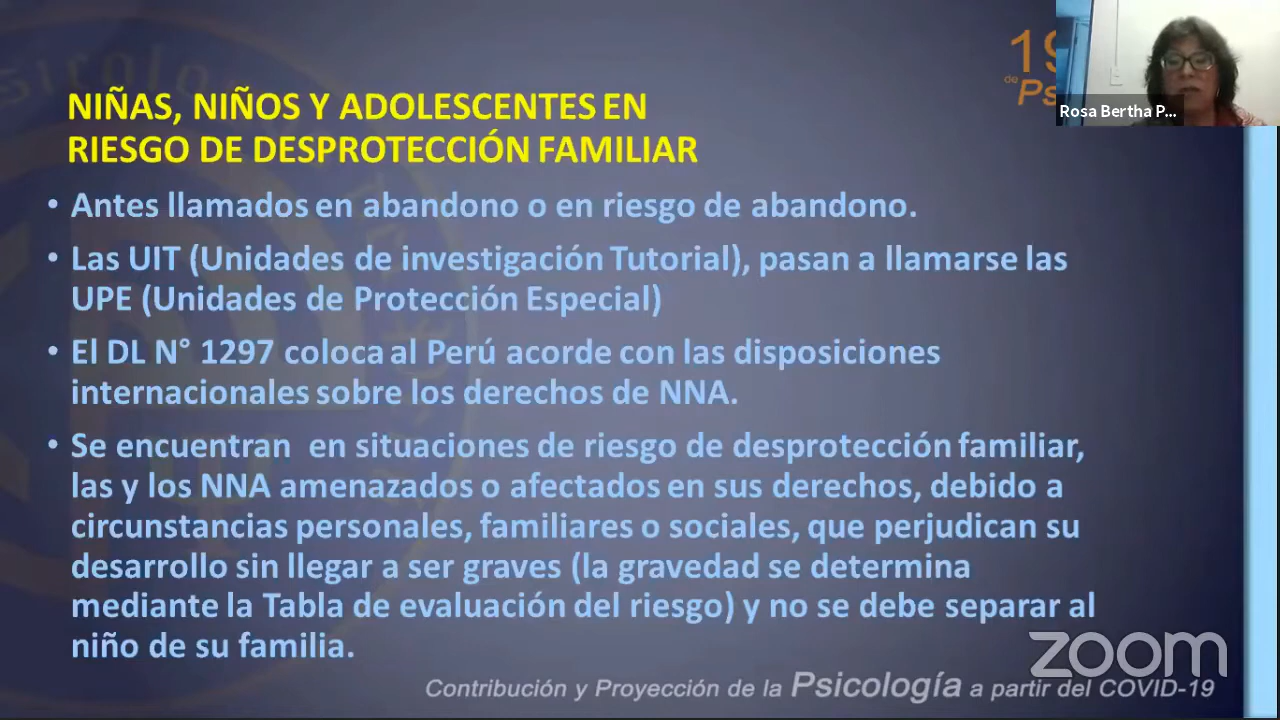 19
de
Ps
Rosa Bertha P...
NIÑAS, NIÑOS Y ADOLESCENTES EN
RIESGO DE DESPROTECCIÓN FAMILIAR
• Antes llamados en abandono o en riesgo de abandono.
• Las UIT (Unidades de investigación Tutorial), pasan a llamarse las
UPE (Unidades de Protección Especial)
• El DL N° 1297 coloca al Perú acorde con las disposiciones
internacionales sobre los derechos de NNA.
• Se encuentran en situaciones de riesgo de desprotección familiar,
las y los NNA amenazados o afectados en sus derechos, debido a
circunstancias personales, familiares o sociales, que perjudican su
desarrollo sin llegar a ser graves (la gravedad se determina
mediante la Tabla de evaluación del riesgo) y no se debe separar al
niño de su familia.
zoom
Contribución y Proyección de la Psicología a partir del COVID-19